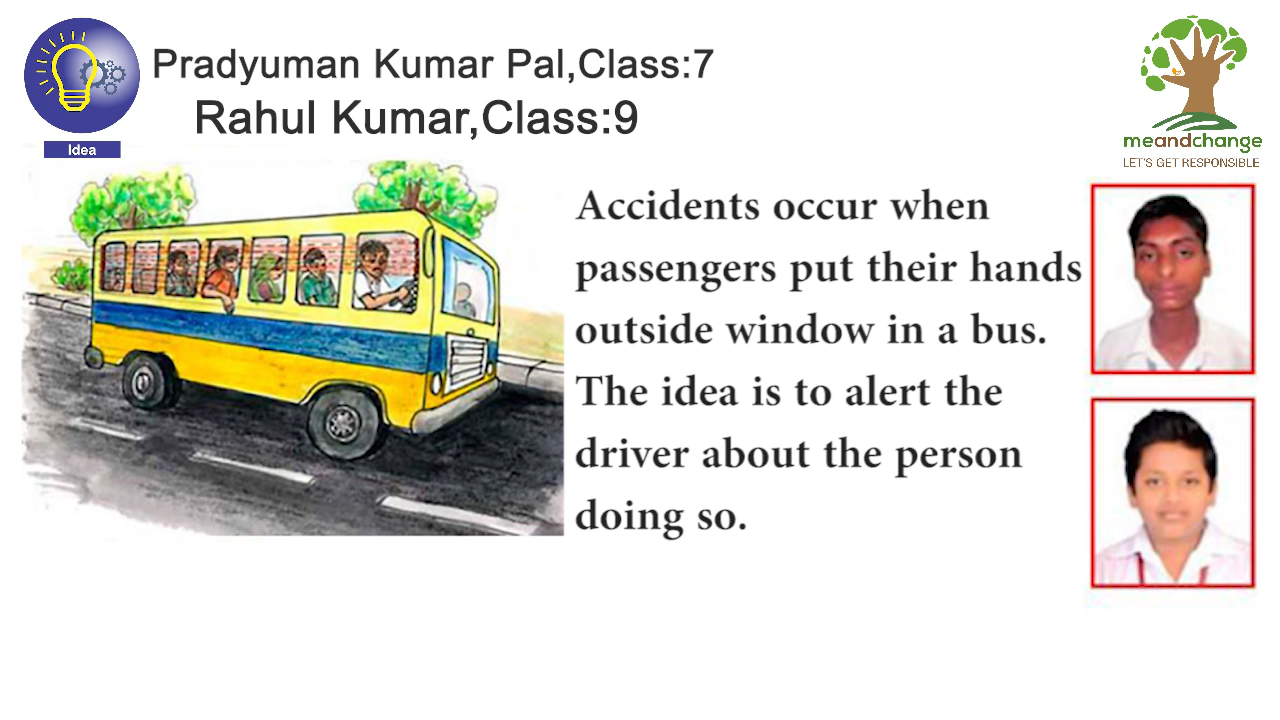 Pradyuman Kumar Pal,Class:7
Rahul Kumar,Class:9
Idea
meandchange
LET'S GET RESPONSIBLE
Accidents occur when
passengers put their hands
outside window in a bus.
The idea is to alert the
driver about the person
doing so.